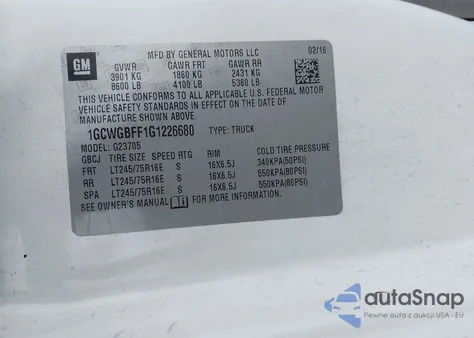 GM
MFD BY GENERAL MOTORS LLC 02/16
GVWR GAWR FRT GAWR RR
3901 KG 1860 KG 2431 KG
8600 LB 4100 LB 5360 LB
THIS VEHICLE CONFORMS TO ALL APPLICABLE U.S. FEDERAL MOTOR
VEHICLE SAFETY STANDARDS IN EFFECT ON THE DATE OF
MANUFACTURE SHOWN ABOVE.
1GCWGBFF1G1226680 TYPE: TRUCK
MODEL: G23705
GBCJ TIRE SIZE SPEED RTG RIM COLD TIRE PRESSURE
FRT LT245/75R16E S 16X6.5J 340KPA(50PSI)
RR LT245/75R16E S 16X6.5J 550KPA(80PSI)
SPA LT245/75R16E S 16X6.5J 550KPA(80PSI)
SEE OWNER'S MANUAL FOR ADDITIONAL INFORMATION.
autoSnap
Pewne auta z aukcji USA - EU